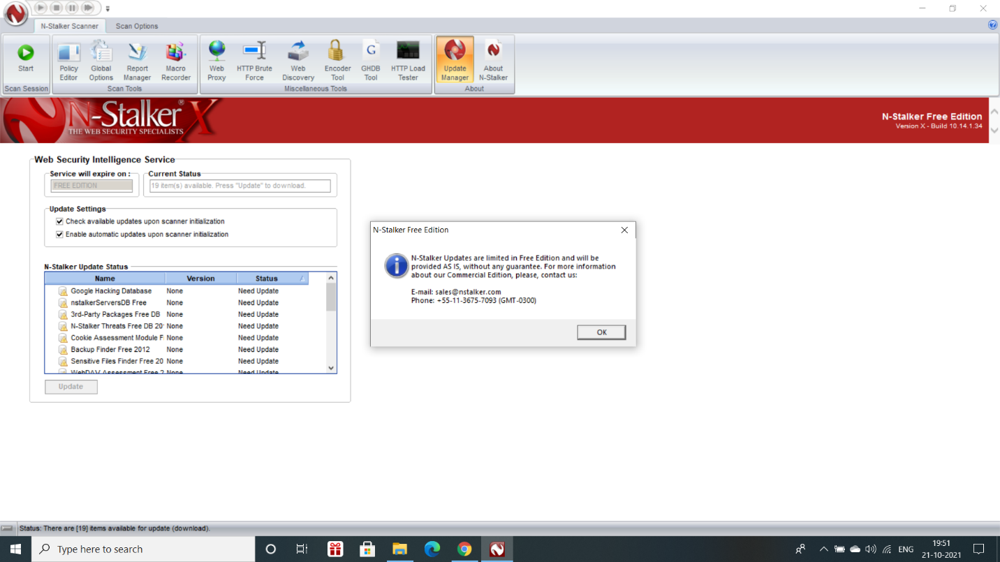 N-Stalker Scanner
Scan Options
Start
Policy Editor
Global Options
Report Manager
Macro Recorder
Web Proxy
HTTP Brute Force
Web Discovery
Encoder Tool
G
GHDB Tool
HTTP Load Tester
Update Manager
About N-Stalker
Scan Session
Scan Tools
Miscellaneous Tools
About
N-Stalker® X
THE WEB SECURITY SPECIALISTS
N-Stalker Free Edition
Version X - Build 10.14.1.34
Web Security Intelligence Service
Service will expire on :
Current Status
FREE EDITION
19 item(s) available. Press "Update" to download.
Update Settings
Check available updates upon scanner initialization
Enable automatic updates upon scanner initialization
N-Stalker Update Status
Name Version Status
Google Hacking Database None Need Update
nstalkerServersDB Free None Need Update
3rd-Party Packages Free DB None Need Update
N-Stalker Threats Free DB 20 None Need Update
Cookie Assessment Module F None Need Update
Backup Finder Free 2012 None Need Update
Sensitive Files Finder Free 20 None Need Update
WebDAV Assessment Free 2 None Need Update
Update
N-Stalker Free Edition
N-Stalker Updates are limited in Free Edition and will be
provided AS IS, without any guarantee. For more information
about our Commercial Edition, please, contact us:
E-mail: sales@nstalker.com
Phone: +55-11-3675-7093 (GMT-0300)
OK
Status: There are [19] items available for update (download).
Type here to search
ENG
19:51
21-10-2021